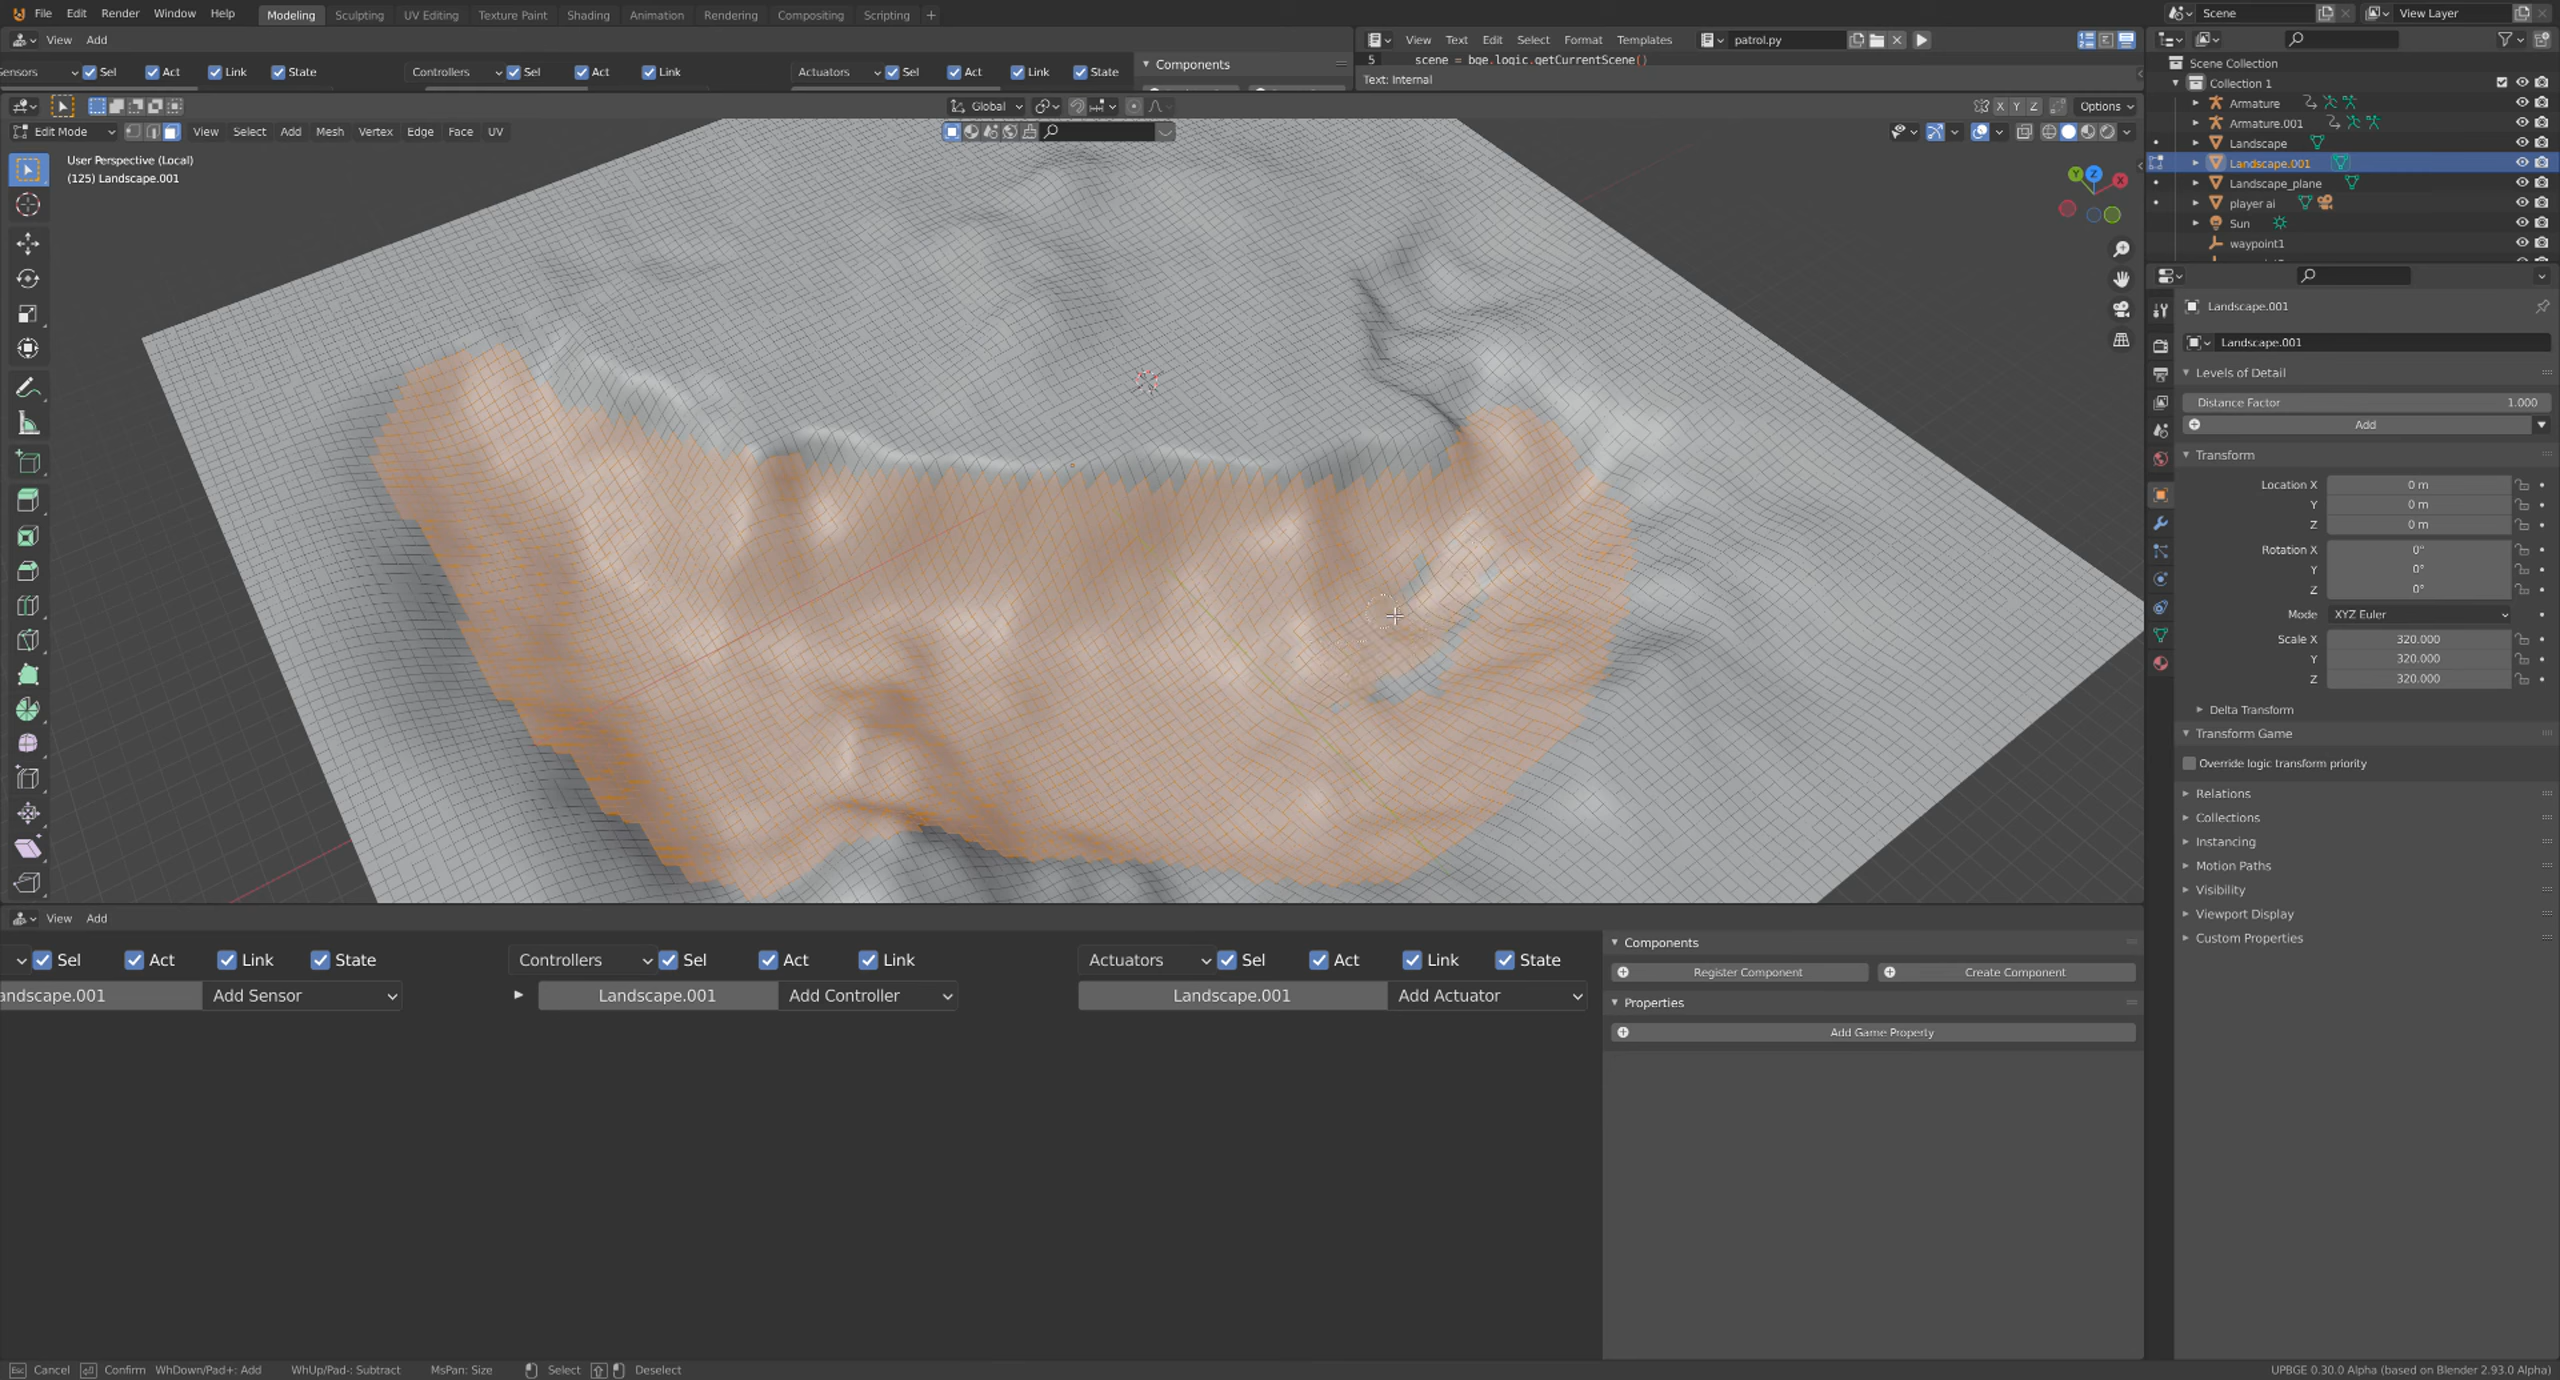 File Edit Render Window Help Modeling Sculpting UV Editing Texture Paint Shading Animation Rendering Compositing Scripting + Scene View Layer
View Add
View Text Edit Select Format Templates patrol.py
ensors Sel Act Link State Controllers Sel Act Link Actuators Sel Act Link State Components
5 scene = bge.logic.getCurrentScene()
Text: Internal
Scene Collection
Collection 1
Armature
Armature.001
Landscape
Landscape.001
Landscape_plane
player ai
Sun
waypoint1
Global X Y Z Options
Edit Mode View Select Add Mesh Vertex Edge Face UV
User Perspective (Local)
(125) Landscape.001
Y Z X
Landscape.001
Landscape.001
Levels of Detail
Distance Factor 1.000
Add
Transform
Location X 0 m
Y 0 m
Z 0 m
Rotation X 0°
Y 0°
Z 0°
Mode XYZ Euler
Scale X 320.000
Y 320.000
Z 320.000
Delta Transform
Transform Game
Override logic transform priority
Relations
Collections
Instancing
Motion Paths
Visibility
Viewport Display
Custom Properties
View Add
Sel Act Link State Controllers Sel Act Link Actuators Sel Act Link State
andscape.001 Add Sensor Landscape.001 Add Controller Landscape.001 Add Actuator
Components
Register Component Create Component
Properties
Add Game Property
Esc Cancel Confirm WhDown/Pad+: Add WhUp/Pad-: Subtract MsPan: Size Select Deselect
UPBGE 0.30.0 Alpha (based on Blender 2.93.0 Alpha)